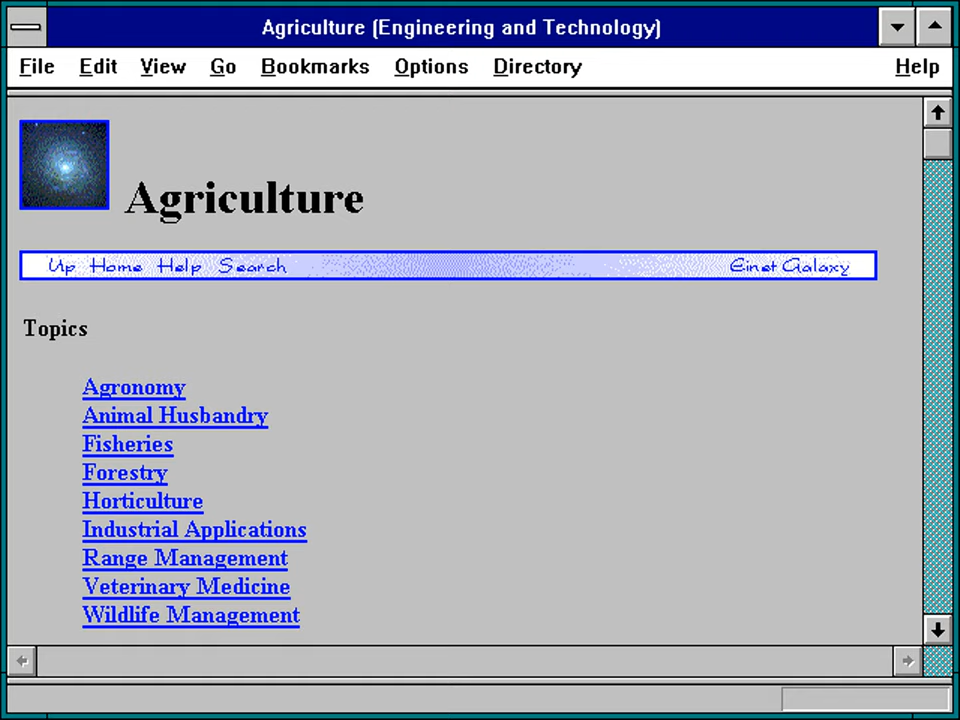 Agriculture (Engineering and Technology)
File Edit View Go Bookmarks Options Directory Help
Agriculture
Up Home Help Search Einet Galaxy
Topics
Agronomy
Animal Husbandry
Fisheries
Forestry
Horticulture
Industrial Applications
Range Management
Veterinary Medicine
Wildlife Management